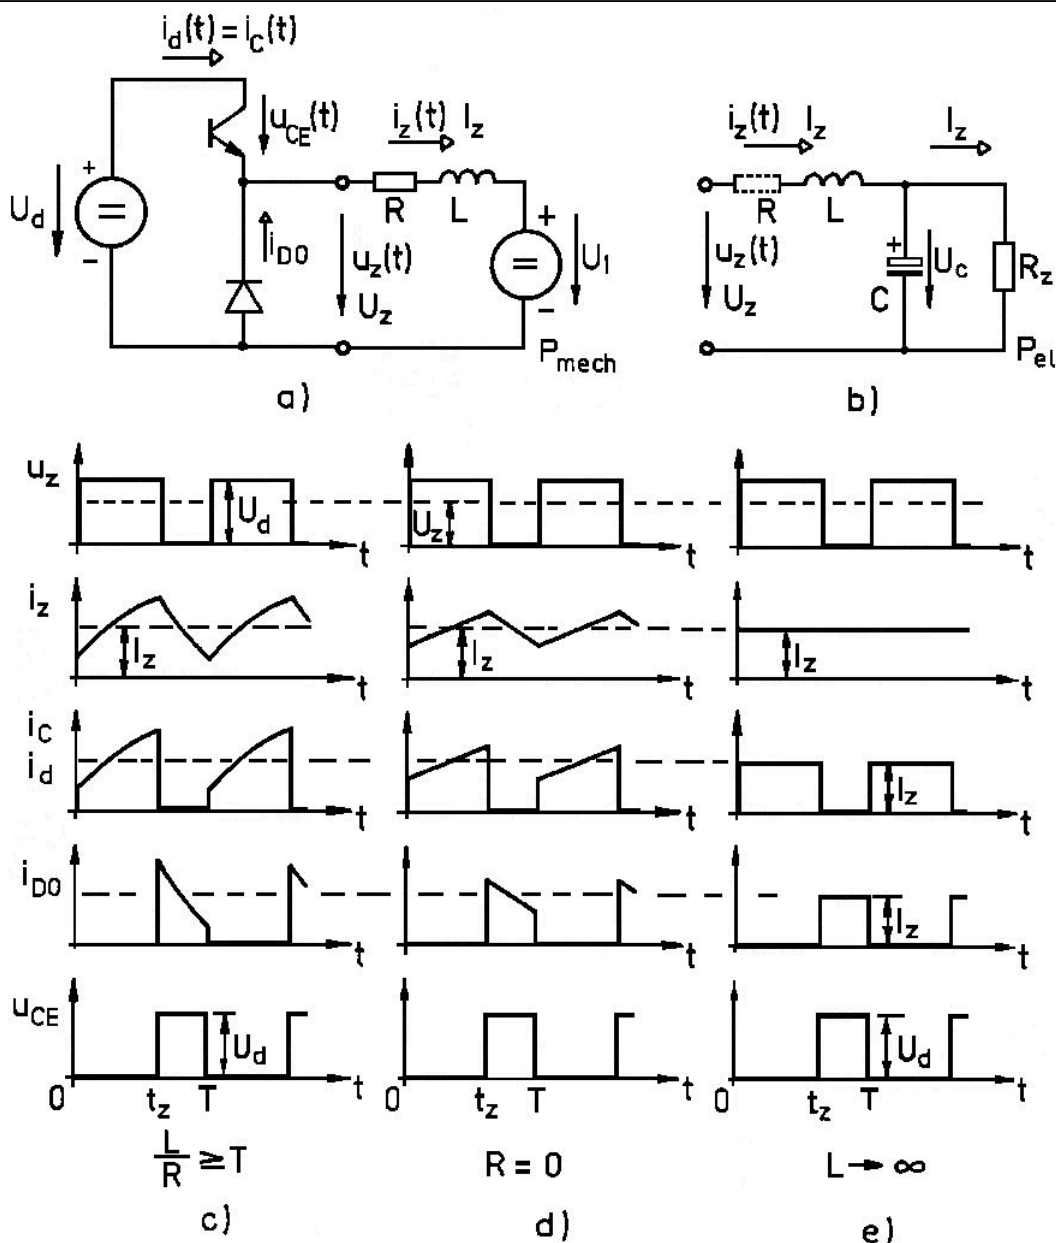 i_d(t) = i_C(t)
u_CE(t)
i_z(t) I_z
i_z(t) I_z
I_z
+
U_d
=
−
i_D0
R
L
u_z(t)
U_z
+
=
−
U_1
P_mech
R
L
u_z(t)
U_z
+
C
U_c
R_z
P_el
a)
b)
u_z
U_d
t
U_z
t
t
i_z
I_z
t
I_z
t
I_z
t
i_C
i_d
t
t
I_z
t
i_D0
t
t
I_z
t
u_CE
U_d
t
t
U_d
t
0 t_z T
0 t_z T
0 t_z T
L/R ≥ T
R = 0
L → ∞
c)
d)
e)